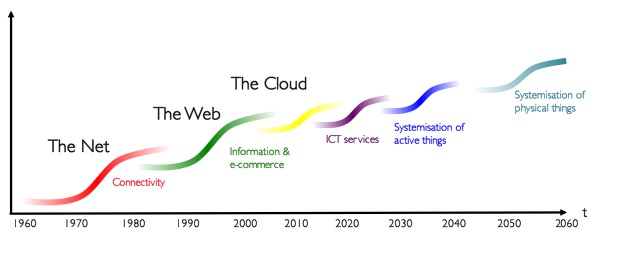 The Cloud
The Web
The Net
Connectivity
Information &
e-commerce
ICT services
Systemisation of
active things
Systemisation of
physical things
t
1960 1970 1980 1990 2000 2010 2020 2030 2040 2050 2060